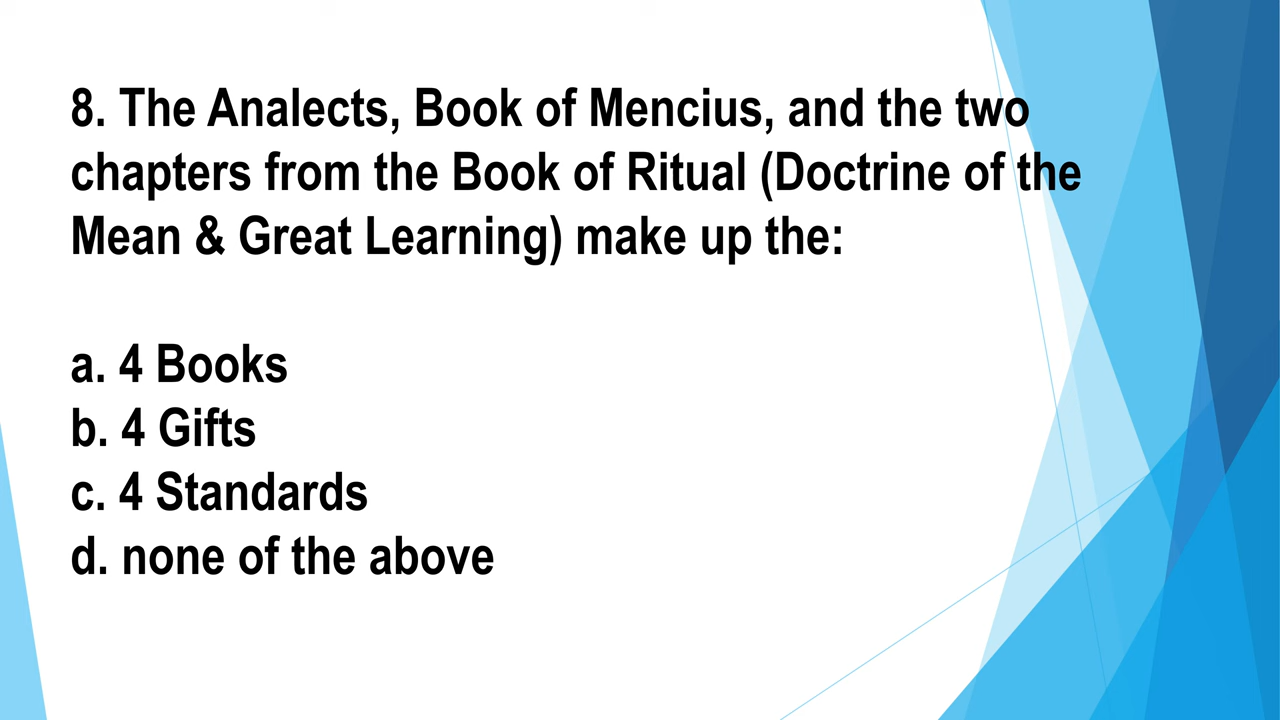 8. The Analects, Book of Mencius, and the two
chapters from the Book of Ritual (Doctrine of the
Mean & Great Learning) make up the:
a. 4 Books
b. 4 Gifts
c. 4 Standards
d. none of the above